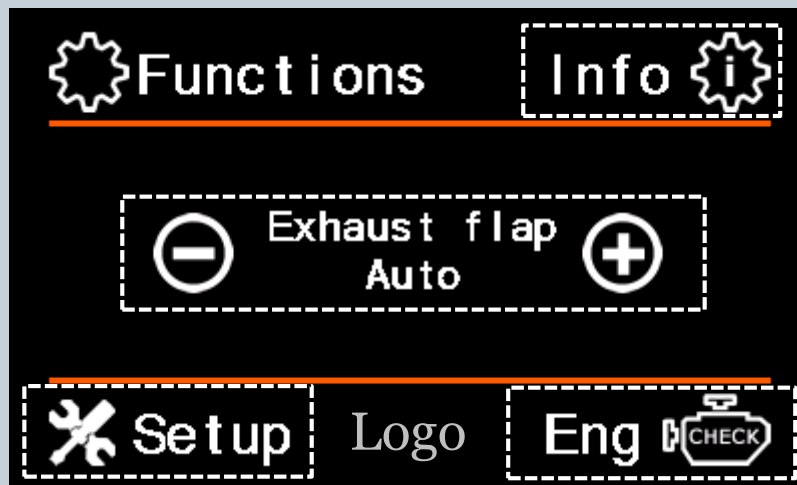 Functions
Info i
Exhaust flap
Auto
Setup
Logo
Eng CHECK